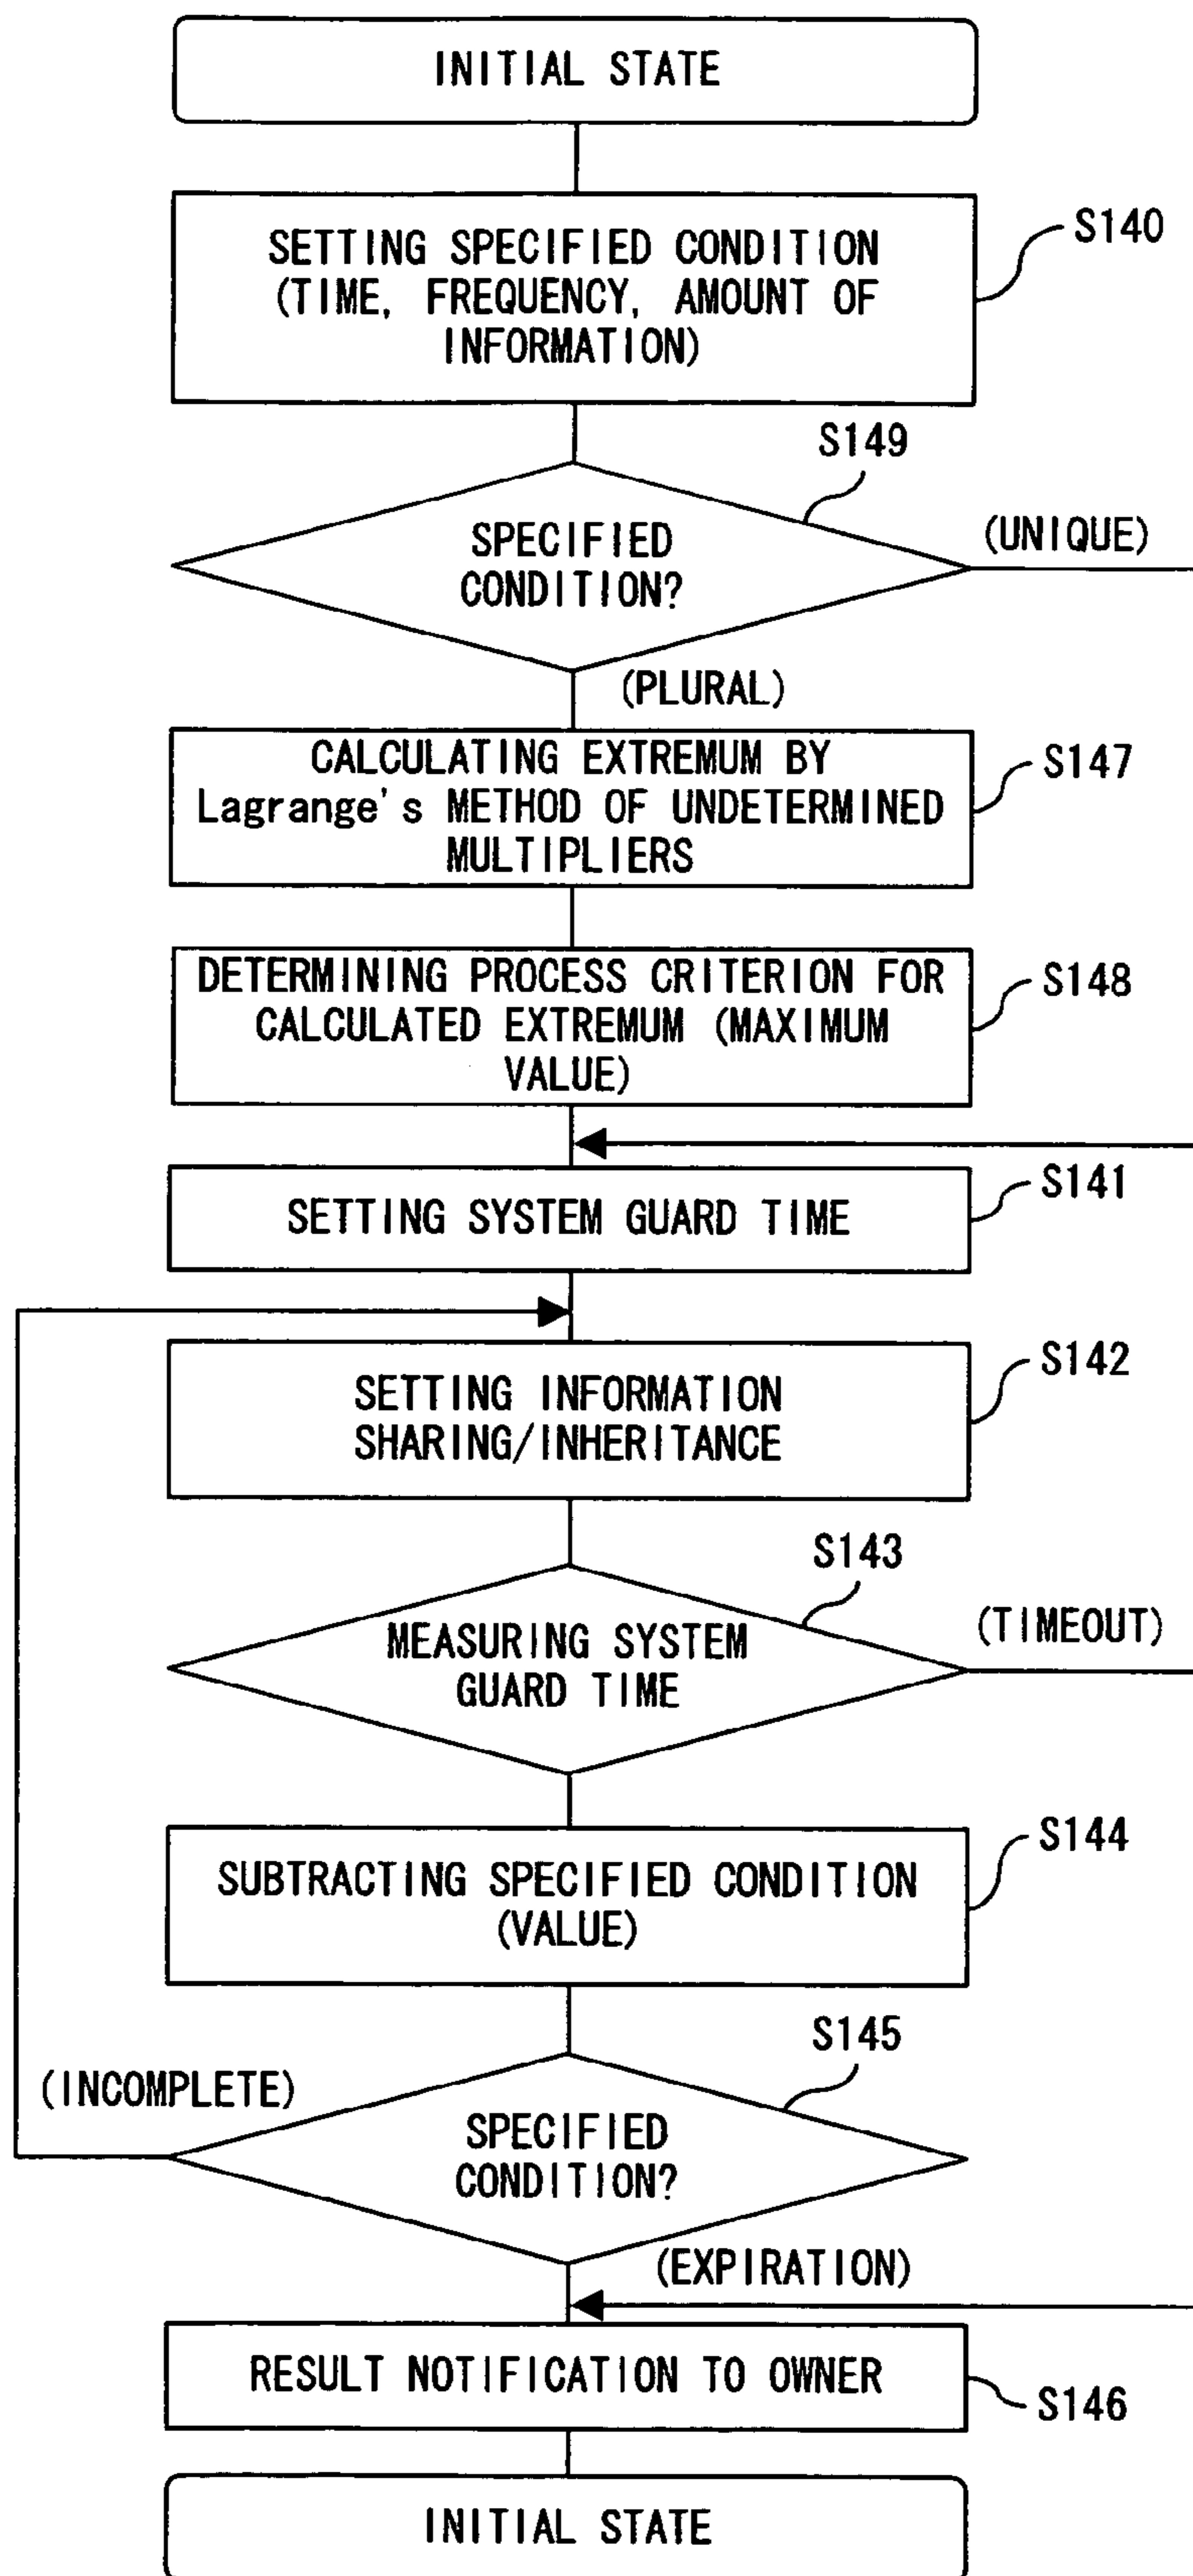 INITIAL STATE
SETTING SPECIFIED CONDITION
(TIME, FREQUENCY, AMOUNT OF
INFORMATION)
S140
S149
SPECIFIED
CONDITION?
(UNIQUE)
(PLURAL)
CALCULATING EXTREMUM BY
Lagrange's METHOD OF UNDETERMINED
MULTIPLIERS
S147
DETERMINING PROCESS CRITERION FOR
CALCULATED EXTREMUM (MAXIMUM
VALUE)
S148
SETTING SYSTEM GUARD TIME
S141
SETTING INFORMATION
SHARING/INHERITANCE
S142
S143
MEASURING SYSTEM
GUARD TIME
(TIMEOUT)
SUBTRACTING SPECIFIED CONDITION
(VALUE)
S144
S145
(INCOMPLETE)
SPECIFIED
CONDITION?
(EXPIRATION)
RESULT NOTIFICATION TO OWNER
S146
INITIAL STATE